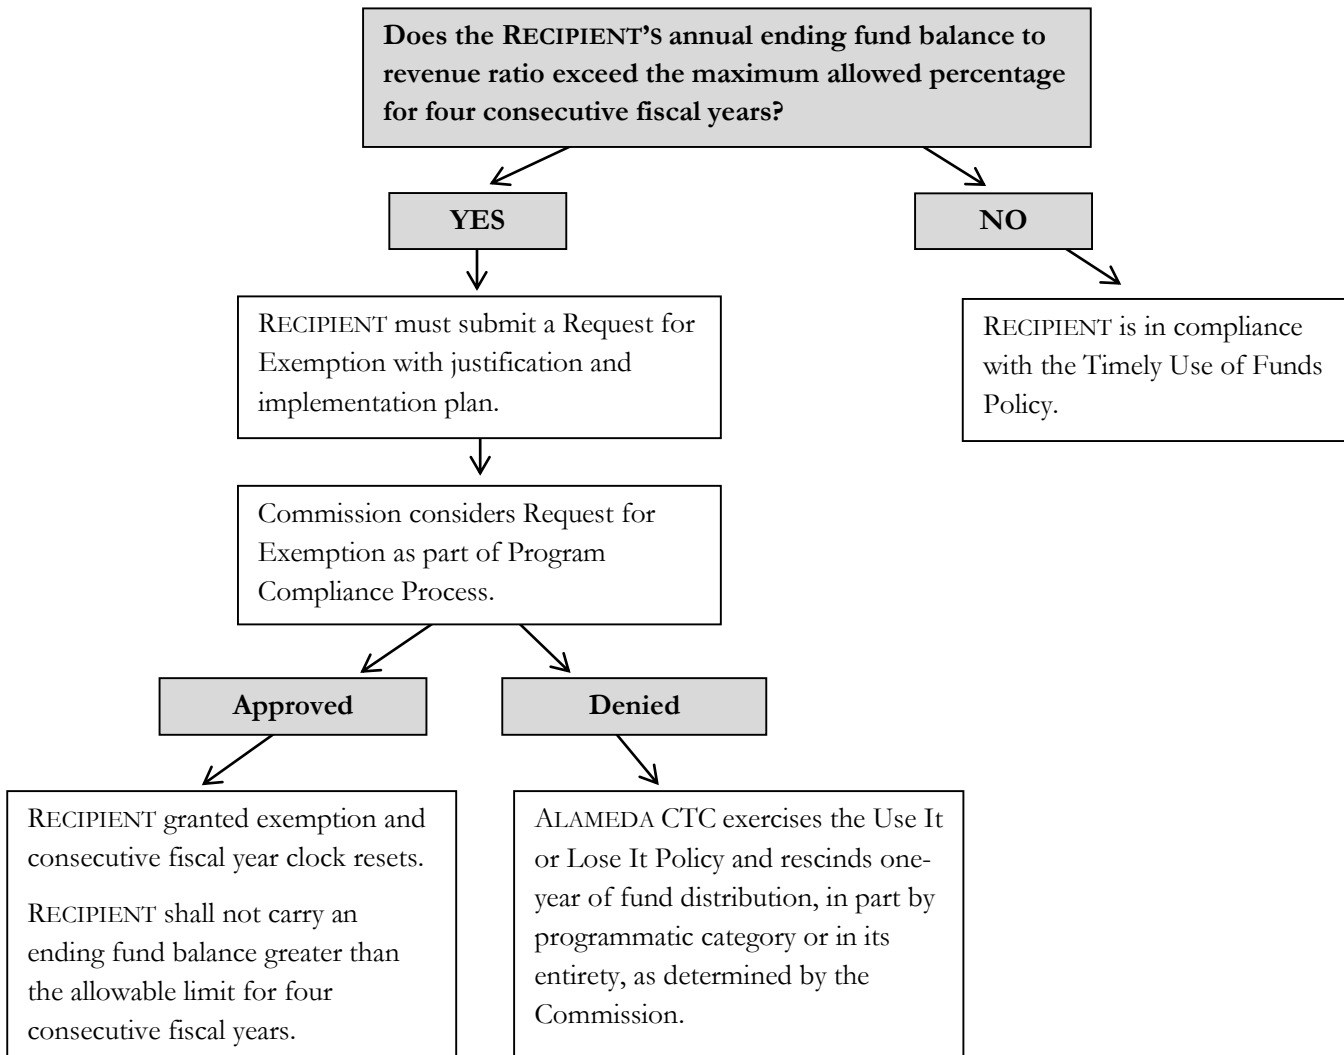 Does the RECIPIENT'S annual ending fund balance to
revenue ratio exceed the maximum allowed percentage
for four consecutive fiscal years?
YES
NO
RECIPIENT must submit a Request for
Exemption with justification and
implementation plan.
RECIPIENT is in compliance
with the Timely Use of Funds
Policy.
Commission considers Request for
Exemption as part of Program
Compliance Process.
Approved
Denied
RECIPIENT granted exemption and
consecutive fiscal year clock resets.
RECIPIENT shall not carry an
ending fund balance greater than
the allowable limit for four
consecutive fiscal years.
ALAMEDA CTC exercises the Use It
or Lose It Policy and rescinds one-
year of fund distribution, in part by
programmatic category or in its
entirety, as determined by the
Commission.